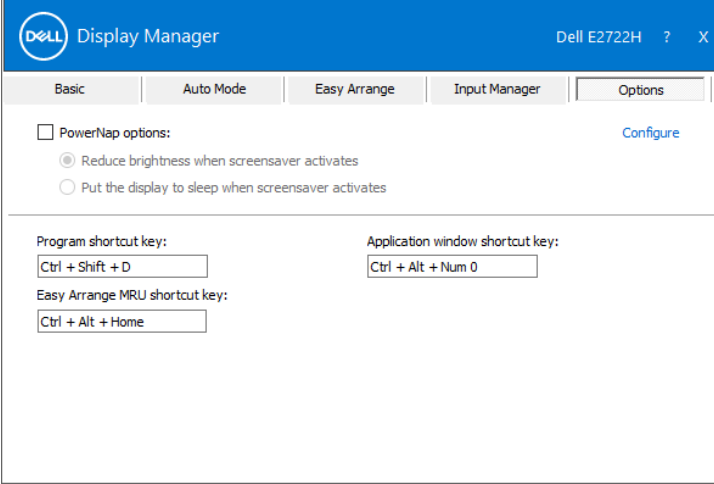 DELL Display Manager Dell E2722H ? X
Basic Auto Mode Easy Arrange Input Manager Options
PowerNap options: Configure
Reduce brightness when screensaver activates
Put the display to sleep when screensaver activates
Program shortcut key: Application window shortcut key:
Ctrl + Shift + D Ctrl + Alt + Num 0
Easy Arrange MRU shortcut key:
Ctrl + Alt + Home